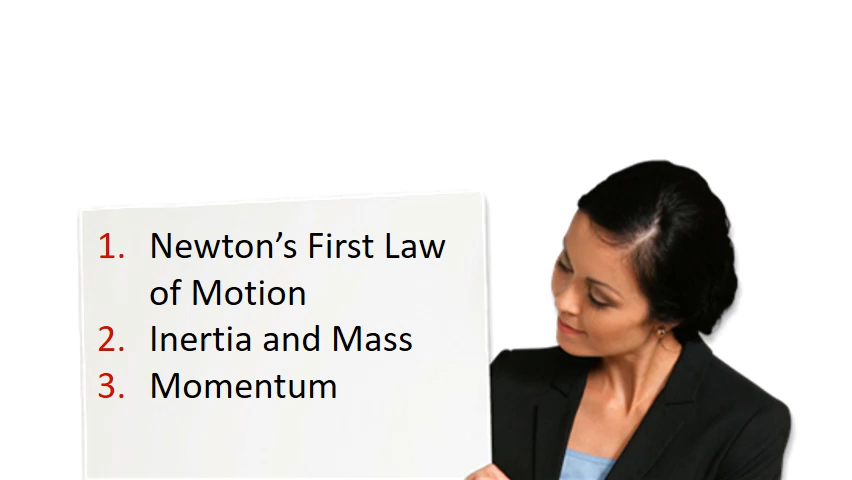 1. Newton’s First Law
of Motion
2. Inertia and Mass
3. Momentum